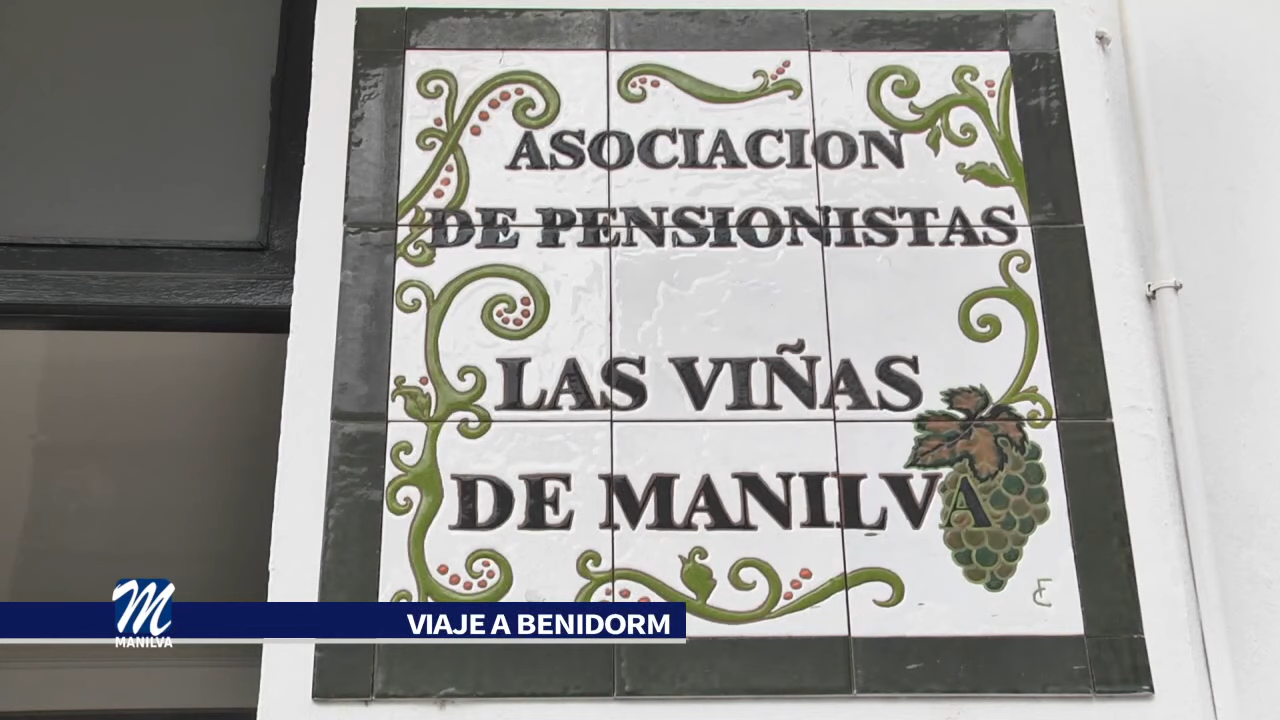 ASOCIACION
DE PENSIONISTAS
LAS VIÑAS
DE MANILVA
VIAJE A BENIDORM
M
MANILVA